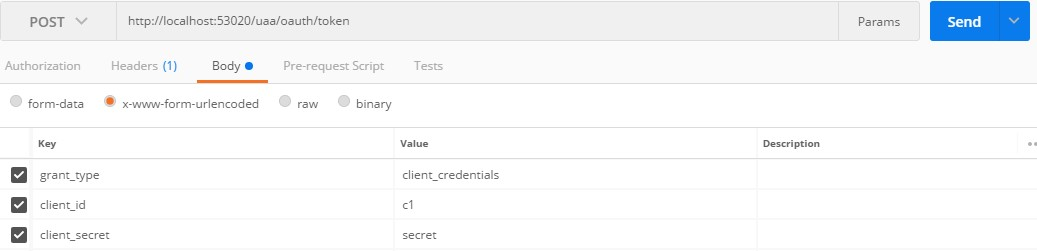 POST http://localhost:53020/uaa/oauth/token Params Send
Authorization Headers (1) Body Pre-request Script Tests
form-data x-www-form-urlencoded raw binary
Key Value Description
grant_type client_credentials
client_id c1
client_secret secret